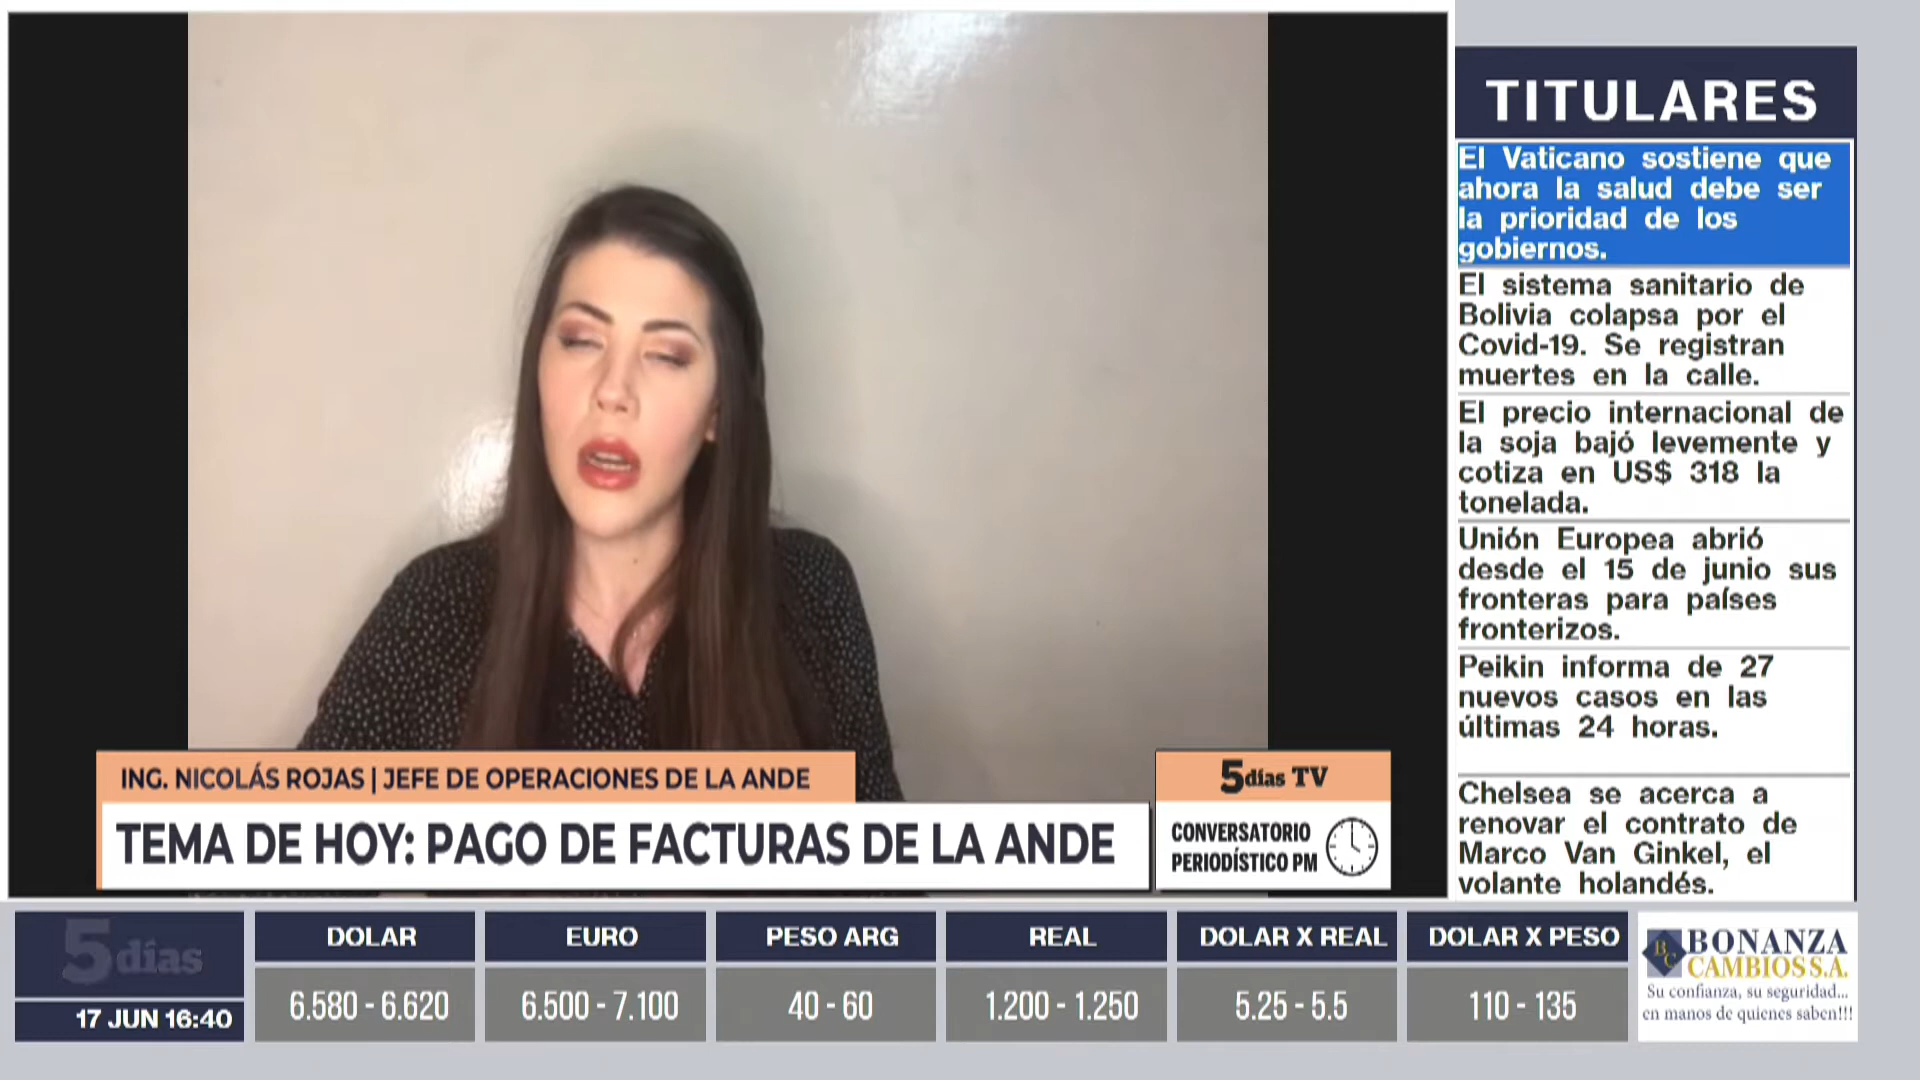 TITULARES
El Vaticano sostiene que
ahora la salud debe ser
la prioridad de los
gobiernos.
El sistema sanitario de
Bolivia colapsa por el
Covid-19. Se registran
muertes en la calle.
El precio internacional de
la soja bajó levemente y
cotiza en US$ 318 la
tonelada.
Unión Europea abrió
desde el 15 de junio sus
fronteras para países
fronterizos.
Peikin informa de 27
nuevos casos en las
últimas 24 horas.
Chelsea se acerca a
renovar el contrato de
Marco Van Ginkel, el
volante holandés.
ING. NICOLÁS ROJAS | JEFE DE OPERACIONES DE LA ANDE
TEMA DE HOY: PAGO DE FACTURAS DE LA ANDE
5días TV
CONVERSATORIO
PERIODÍSTICO PM
5días
17 JUN 16:40
DOLAR
6.580 - 6.620
EURO
6.500 - 7.100
PESO ARG
40 - 60
REAL
1.200 - 1.250
DOLAR X REAL
5.25 - 5.5
DOLAR X PESO
110 - 135
BC
BONANZA
CAMBIOS S.A.
Su confianza, su seguridad...
en manos de quienes saben!!!